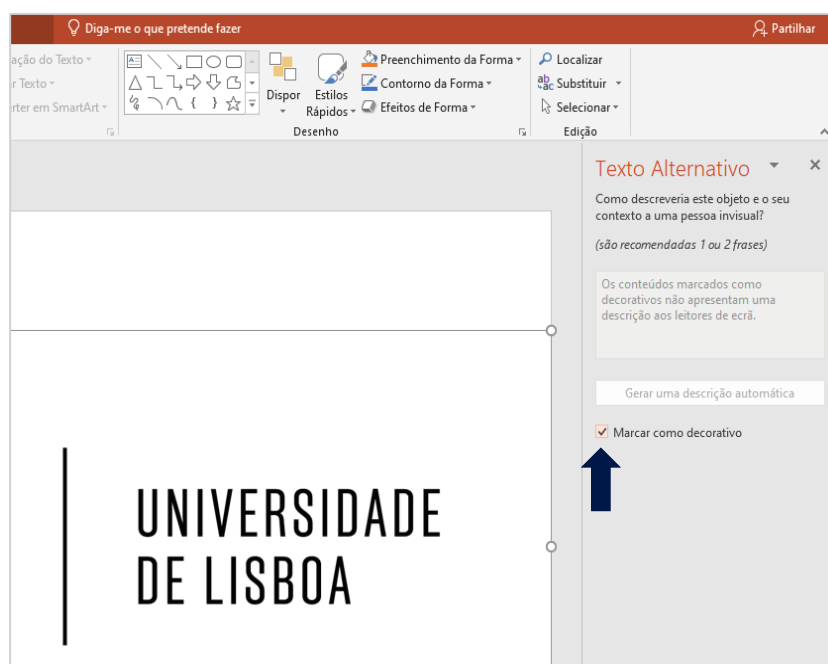 Diga-me o que pretende fazer
Partilhar
ação do Texto
r Texto
rter em SmartArt
Dispor
Estilos
Rápidos
Preenchimento da Forma
Contorno da Forma
Efeitos de Forma
Desenho
Localizar
Substituir
Selecionar
Edição
Texto Alternativo
Como descreveria este objeto e o seu
contexto a uma pessoa invisual?
(são recomendadas 1 ou 2 frases)
Os conteúdos marcados como
decorativos não apresentam uma
descrição aos leitores de ecrã.
Gerar uma descrição automática
Marcar como decorativo
UNIVERSIDADE
DE LISBOA